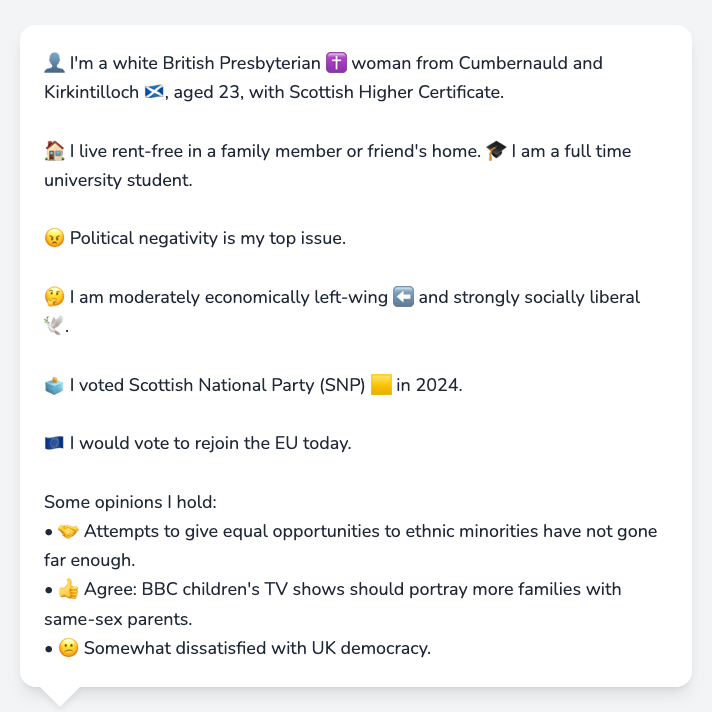 👤 I'm a white British Presbyterian ✝️ woman from Cumbernauld and
Kirkintilloch 🏴󠁧󠁢󠁳󠁣󠁴󠁿, aged 23, with Scottish Higher Certificate.
🏠 I live rent-free in a family member or friend's home. 🎓 I am a full time
university student.
😠 Political negativity is my top issue.
🤔 I am moderately economically left-wing ⬅️ and strongly socially liberal
🕊️.
🗳️ I voted Scottish National Party (SNP) 🟨 in 2024.
🇪🇺 I would vote to rejoin the EU today.
Some opinions I hold:
• 🤝 Attempts to give equal opportunities to ethnic minorities have not gone
far enough.
• 👍 Agree: BBC children's TV shows should portray more families with
same-sex parents.
• 😕 Somewhat dissatisfied with UK democracy.